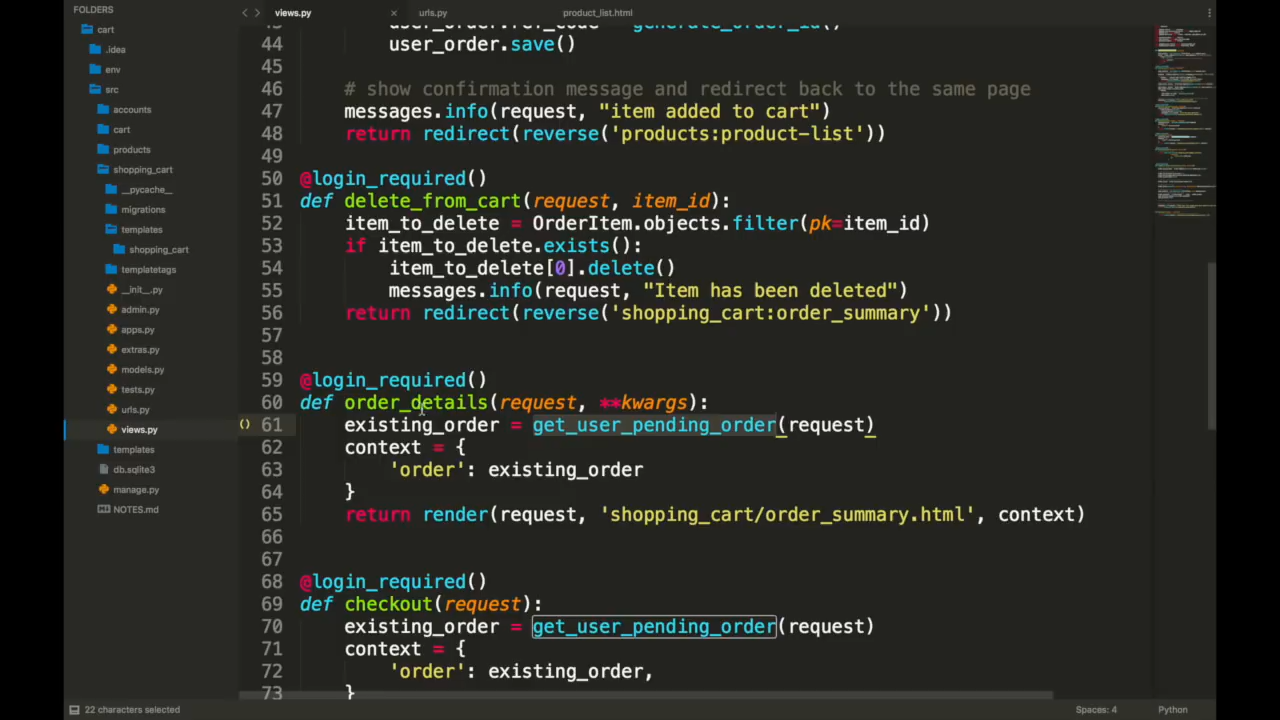 FOLDERS
cart
.idea
env
src
accounts
cart
products
shopping_cart
__pycache__
migrations
templates
shopping_cart
templatetags
__init__.py
admin.py
apps.py
extras.py
models.py
tests.py
urls.py
views.py
templates
db.sqlite3
manage.py
NOTES.md
views.py × urls.py product_list.html
43 user_order.ref_code = generate_order_id()
44 user_order.save()
45
46 # show confirmation message and redirect back to the same page
47 messages.info(request, "item added to cart")
48 return redirect(reverse('products:product-list'))
49
50 @login_required()
51 def delete_from_cart(request, item_id):
52 item_to_delete = OrderItem.objects.filter(pk=item_id)
53 if item_to_delete.exists():
54 item_to_delete[0].delete()
55 messages.info(request, "Item has been deleted")
56 return redirect(reverse('shopping_cart:order_summary'))
57
58
59 @login_required()
60 def order_details(request, **kwargs):
() 61 existing_order = get_user_pending_order(request)
62 context = {
63 'order': existing_order
64 }
65 return render(request, 'shopping_cart/order_summary.html', context)
66
67
68 @login_required()
69 def checkout(request):
70 existing_order = get_user_pending_order(request)
71 context = {
72 'order': existing_order,
73 }
22 characters selected Spaces: 4 Python